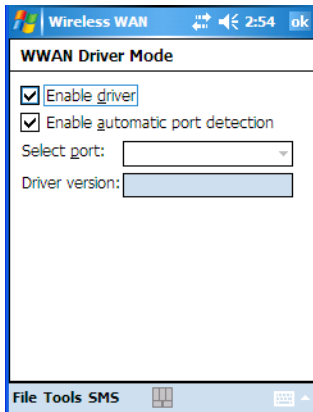 Wireless WAN 2:54 ok
WWAN Driver Mode
Enable driver
Enable automatic port detection
Select port:
Driver version:
File Tools SMS